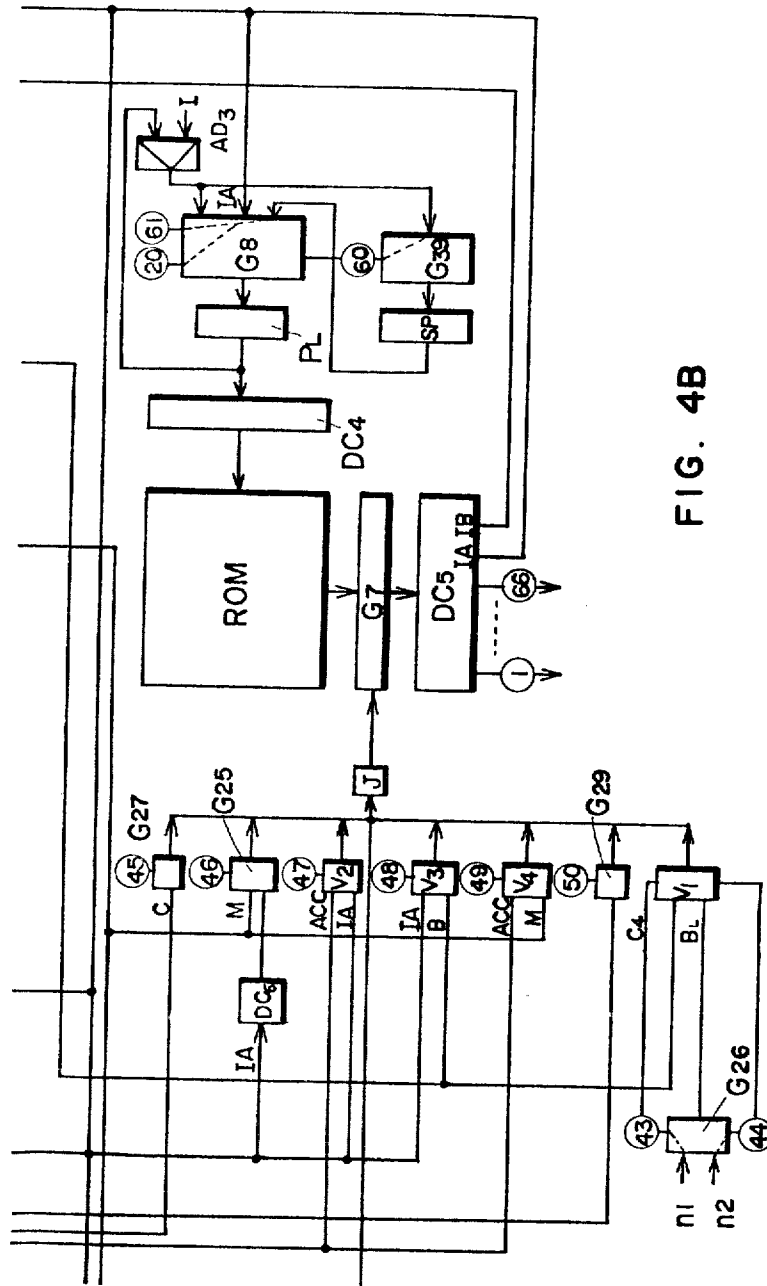 I
AD3
IA
61
29
G8
60
G39
PL
SP
DC4
ROM
G7
DC5
IA IB
1
66
J
45
G27
C
46
G25
M
47
ACC
V2
IA
48
IA
V3
B
49
ACC
V4
M
50
G29
C4
V1
BL
DC6
IA
G26
43
44
n1
n2
FIG. 4B